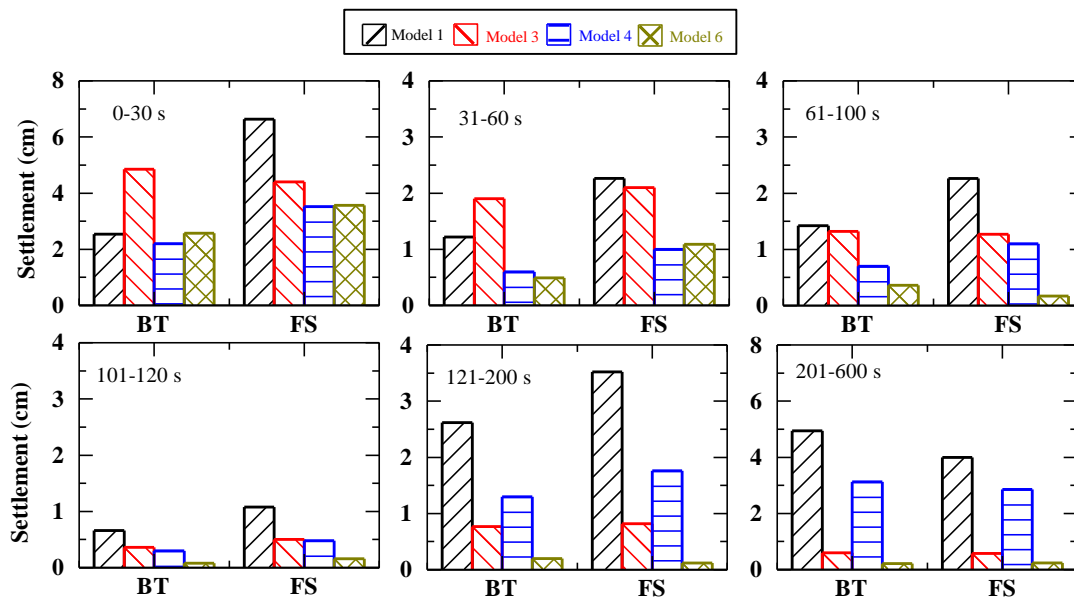 Model 1 Model 3 Model 4 Model 6
Settlement (cm)
8
6
4
2
0
0-30 s
BT FS
4
3
2
1
0
31-60 s
BT FS
4
3
2
1
0
61-100 s
BT FS
Settlement (cm)
4
3
2
1
0
101-120 s
BT FS
4
3
2
1
0
121-200 s
BT FS
8
6
4
2
0
201-600 s
BT FS